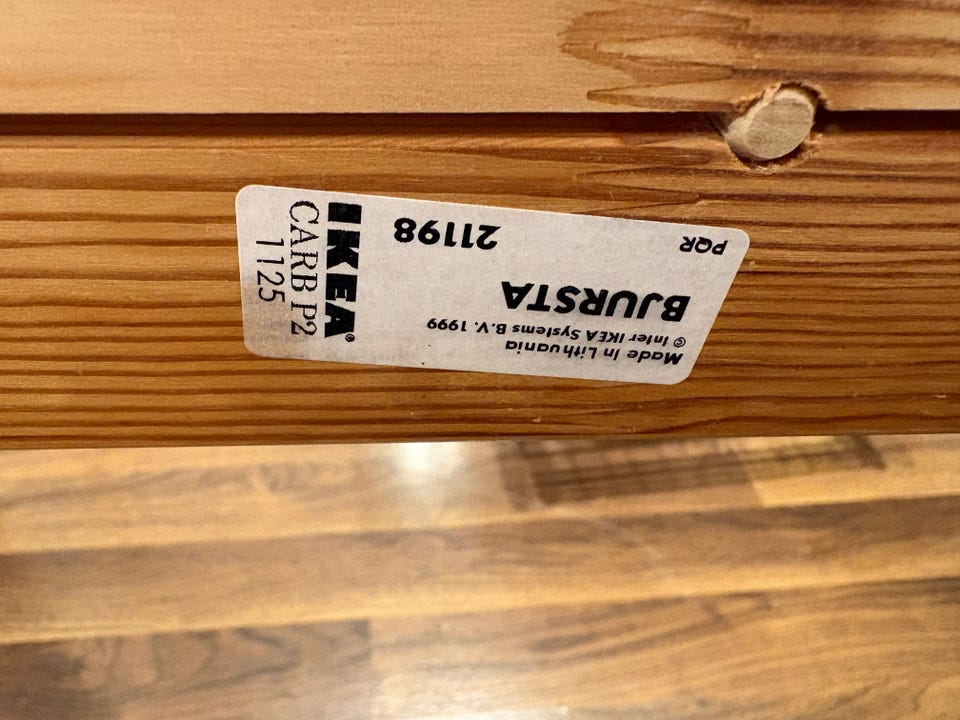 Made in Lithuania
© Inter IKEA Systems B.V. 1999
BJURSTA
PQR
21198
IKEA®
CARB P2
1125